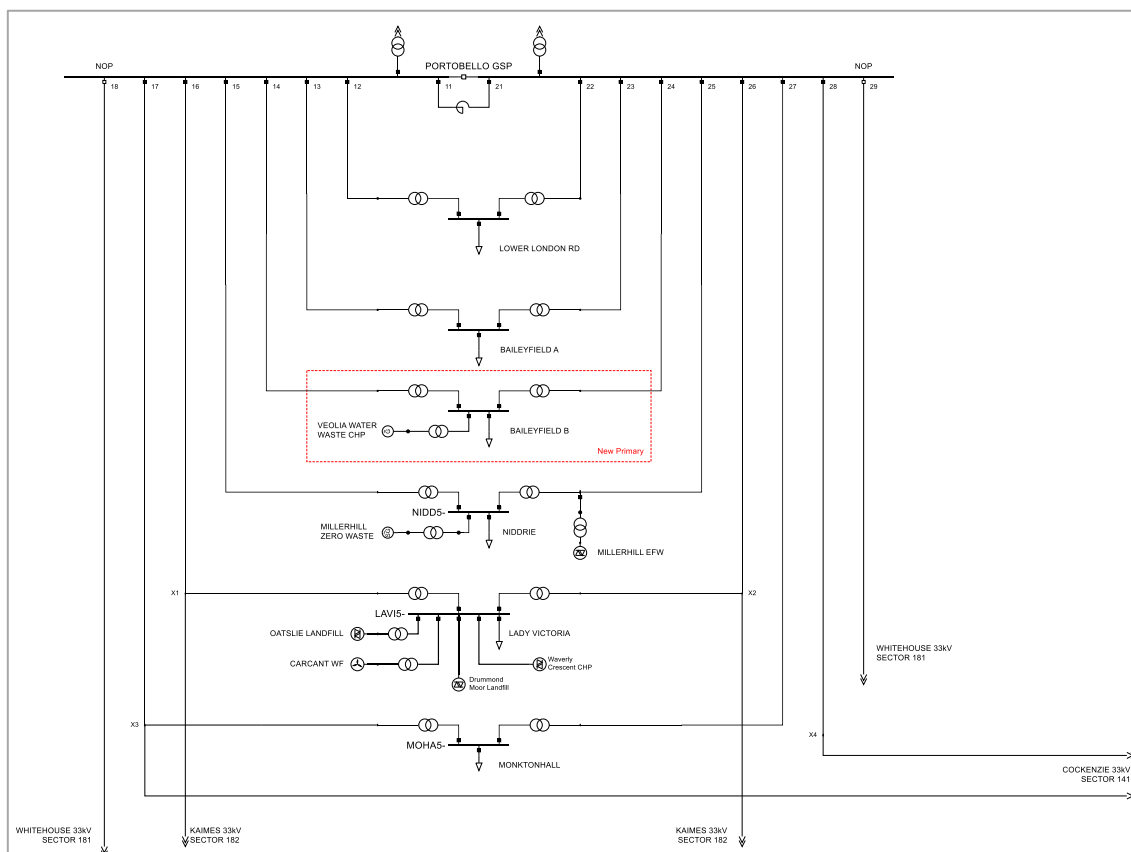 NOP
PORTOBELLO GSP
NOP
18
17
16
15
14
13
12
11
21
22
23
24
25
26
27
28
29
LOWER LONDON RD
BAILEYFIELD A
VEOLIA WATER
WASTE CHP
BAILEYFIELD B
New Primary
NIDD5-
MILLERHILL
ZERO WASTE
NIDDRIE
MILLERHILL EFW
X1
X2
LAVI5-
OATSLIE LANDFILL
LADY VICTORIA
CARCANT WF
Waverly
Crescent CHP
Drummond
Moor Landfill
WHITEHOUSE 33kV
SECTOR 181
X3
X4
MOHA5-
MONKTONHALL
COCKENZIE 33kV
SECTOR 141
WHITEHOUSE 33kV
SECTOR 181
KAIMES 33kV
SECTOR 182
KAIMES 33kV
SECTOR 182